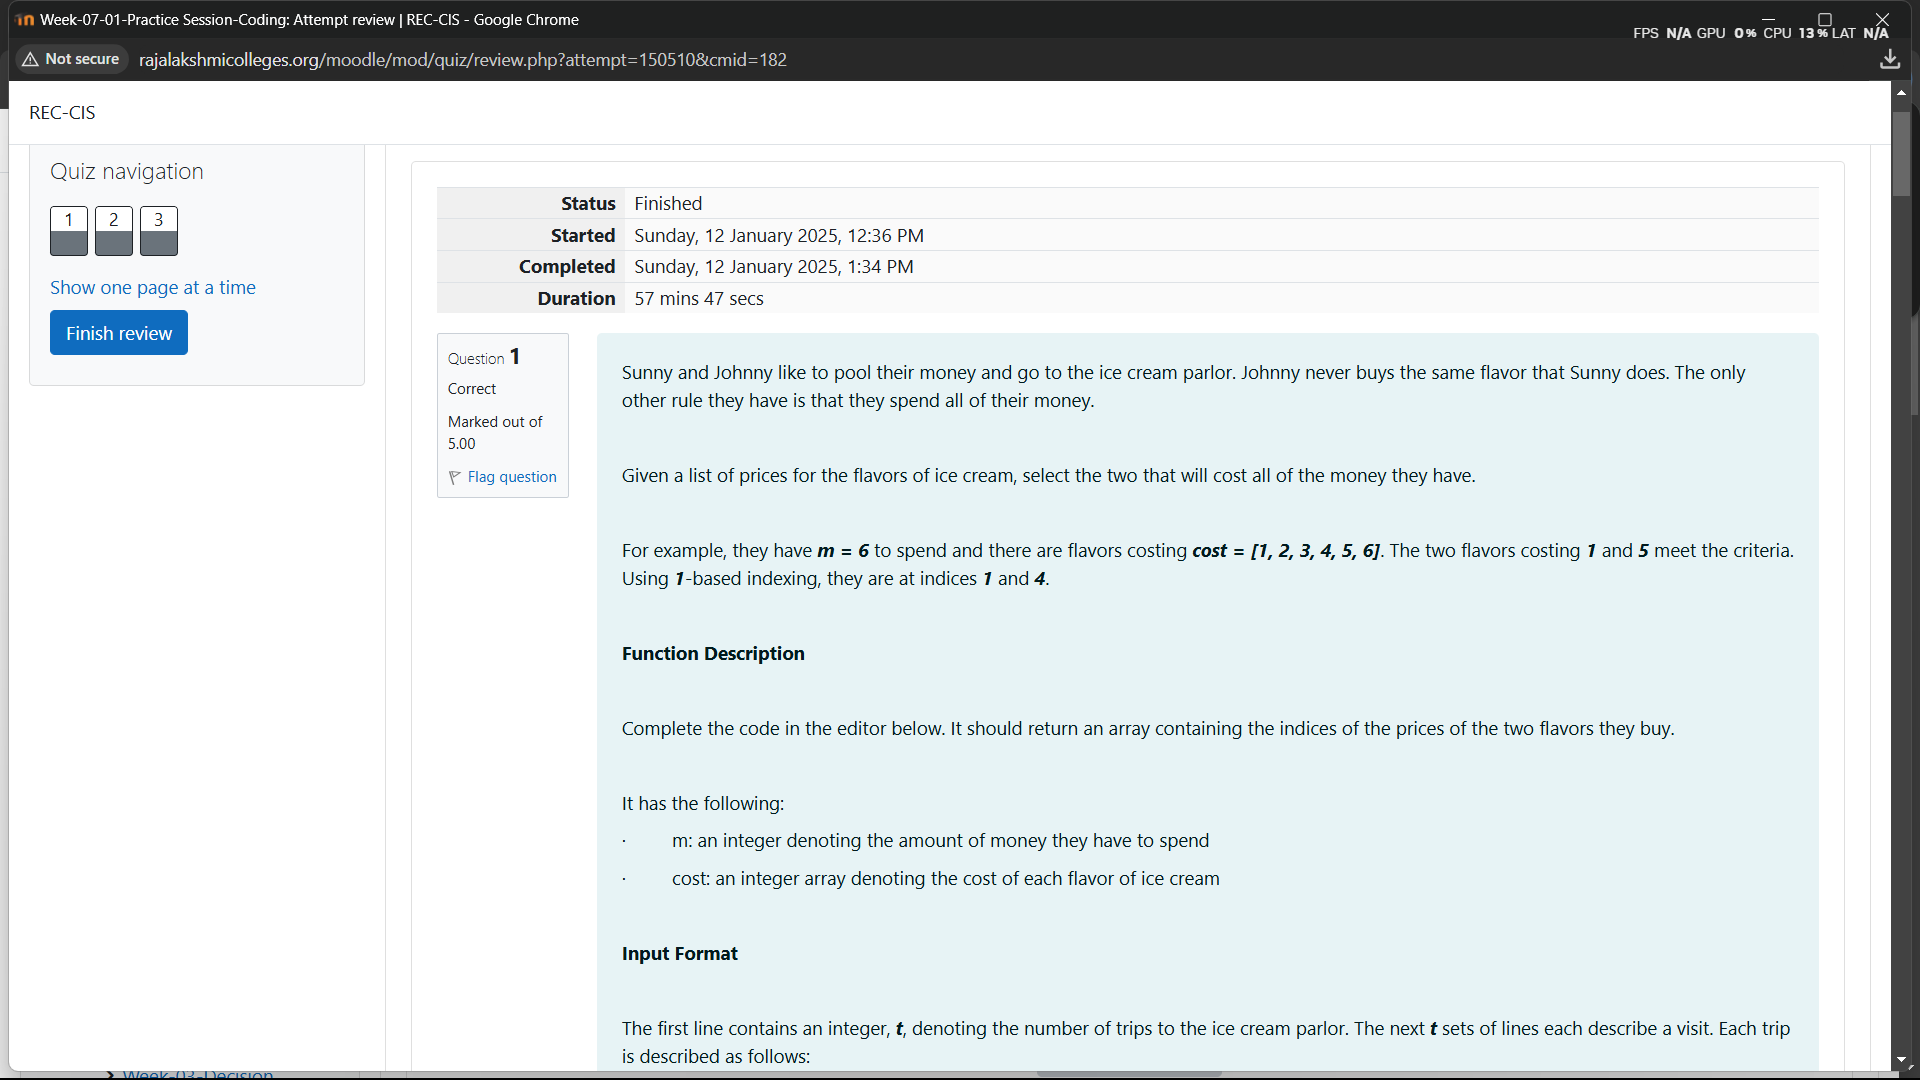 Week-07-01-Practice Session-Coding: Attempt review | REC-CIS - Google Chrome
FPS N/A GPU 0% CPU 13% LAT N/A
Not secure rajalakshmicolleges.org/moodle/mod/quiz/review.php?attempt=150510&cmid=182
REC-CIS
Quiz navigation
1 2 3
Show one page at a time
Finish review
Status Finished
Started Sunday, 12 January 2025, 12:36 PM
Completed Sunday, 12 January 2025, 1:34 PM
Duration 57 mins 47 secs
Question 1
Correct
Marked out of
5.00
Flag question
Sunny and Johnny like to pool their money and go to the ice cream parlor. Johnny never buys the same flavor that Sunny does. The only
other rule they have is that they spend all of their money.
Given a list of prices for the flavors of ice cream, select the two that will cost all of the money they have.
For example, they have m = 6 to spend and there are flavors costing cost = [1, 2, 3, 4, 5, 6]. The two flavors costing 1 and 5 meet the criteria.
Using 1-based indexing, they are at indices 1 and 4.
Function Description
Complete the code in the editor below. It should return an array containing the indices of the prices of the two flavors they buy.
It has the following:
· m: an integer denoting the amount of money they have to spend
· cost: an integer array denoting the cost of each flavor of ice cream
Input Format
The first line contains an integer, t, denoting the number of trips to the ice cream parlor. The next t sets of lines each describe a visit. Each trip
is described as follows:
Week-03-Decision